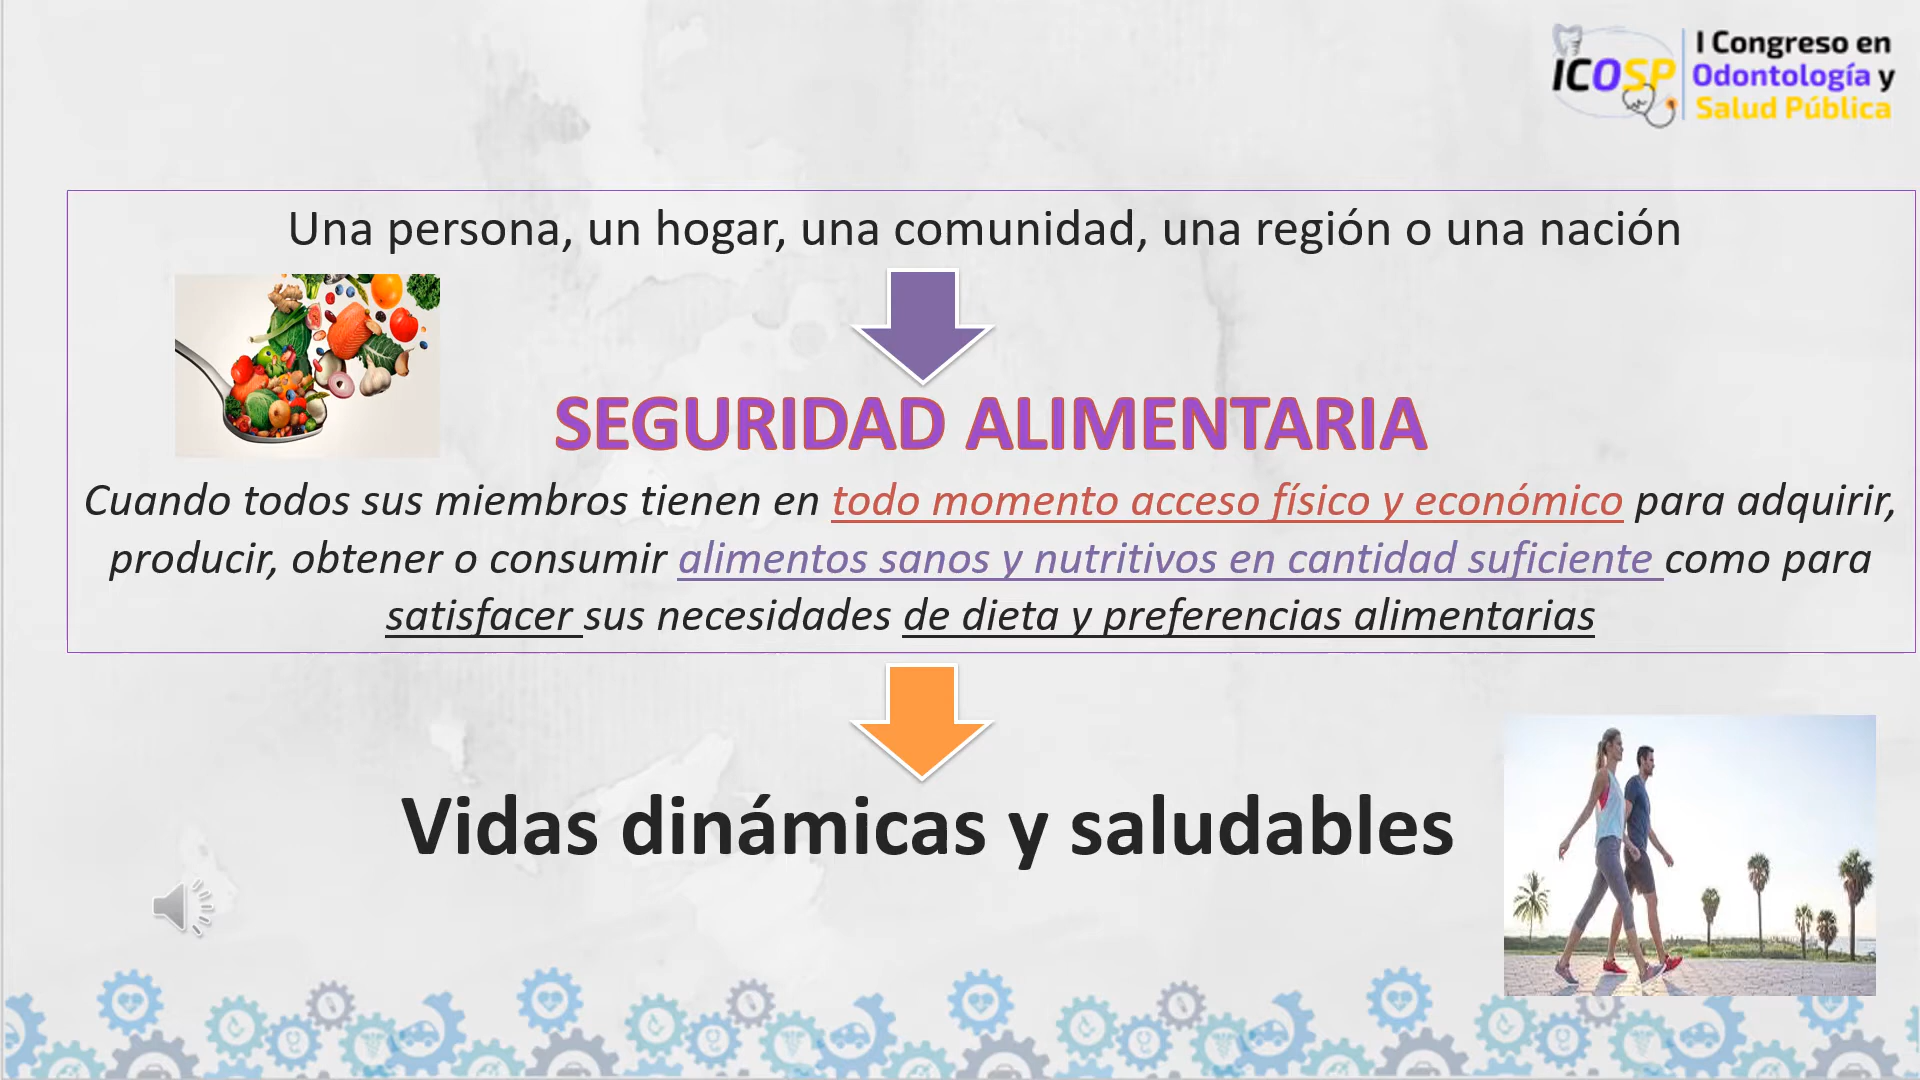 ICOSP
I Congreso en
Odontología y
Salud Pública
Una persona, un hogar, una comunidad, una región o una nación
SEGURIDAD ALIMENTARIA
Cuando todos sus miembros tienen en todo momento acceso físico y económico para adquirir,
producir, obtener o consumir alimentos sanos y nutritivos en cantidad suficiente como para
satisfacer sus necesidades de dieta y preferencias alimentarias
Vidas dinámicas y saludables